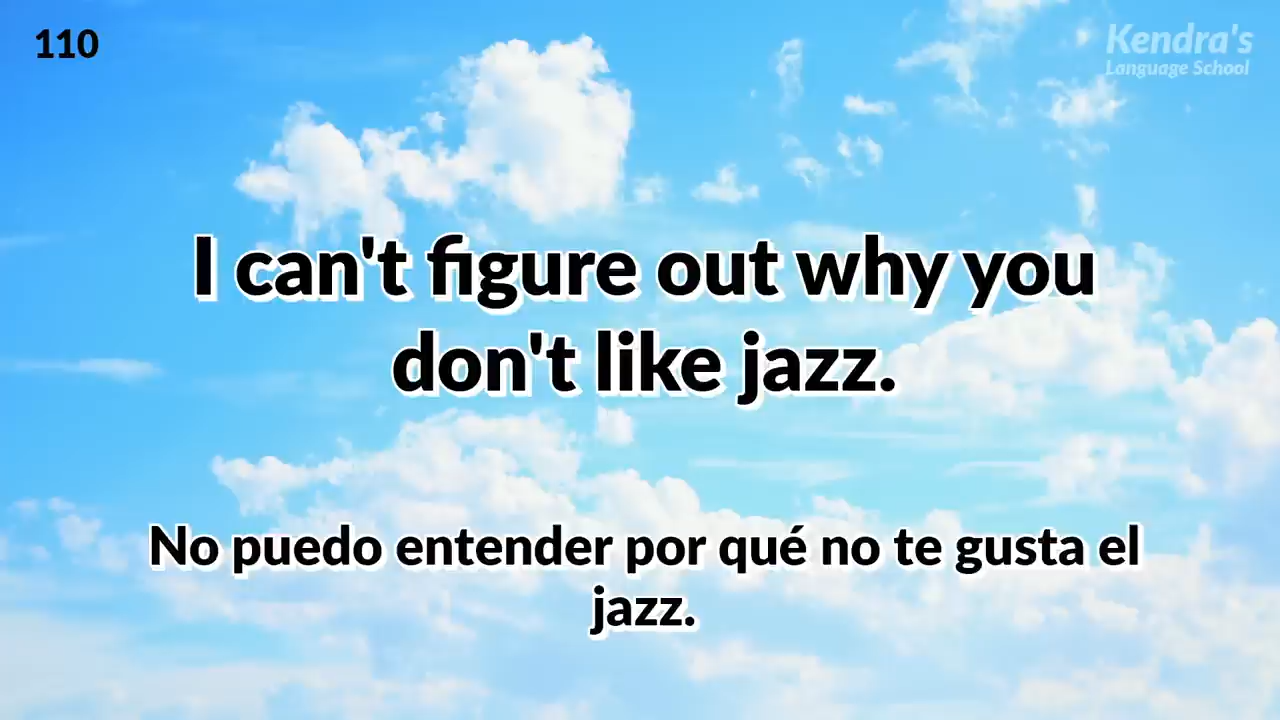 110
Kendra's
Language School
I can't figure out why you
don't like jazz.
No puedo entender por qué no te gusta el
jazz.